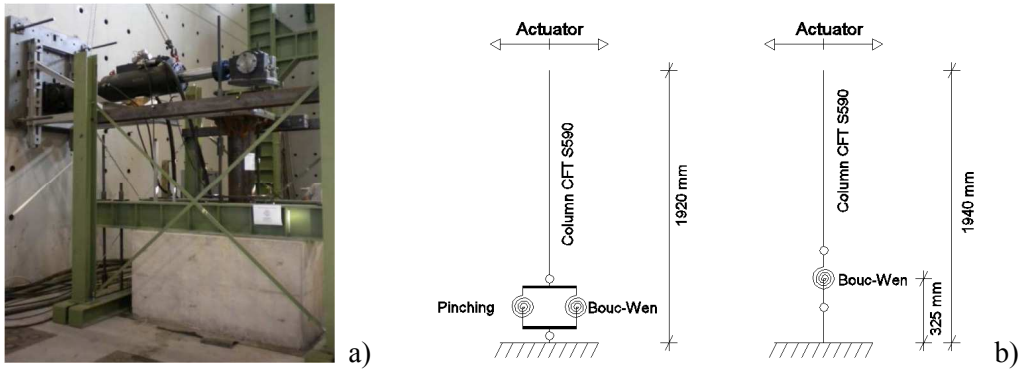 a)
Actuator
Column CFT S590
1920 mm
Pinching
Bouc-Wen
Actuator
Column CFT S590
1940 mm
Bouc-Wen
325 mm
b)